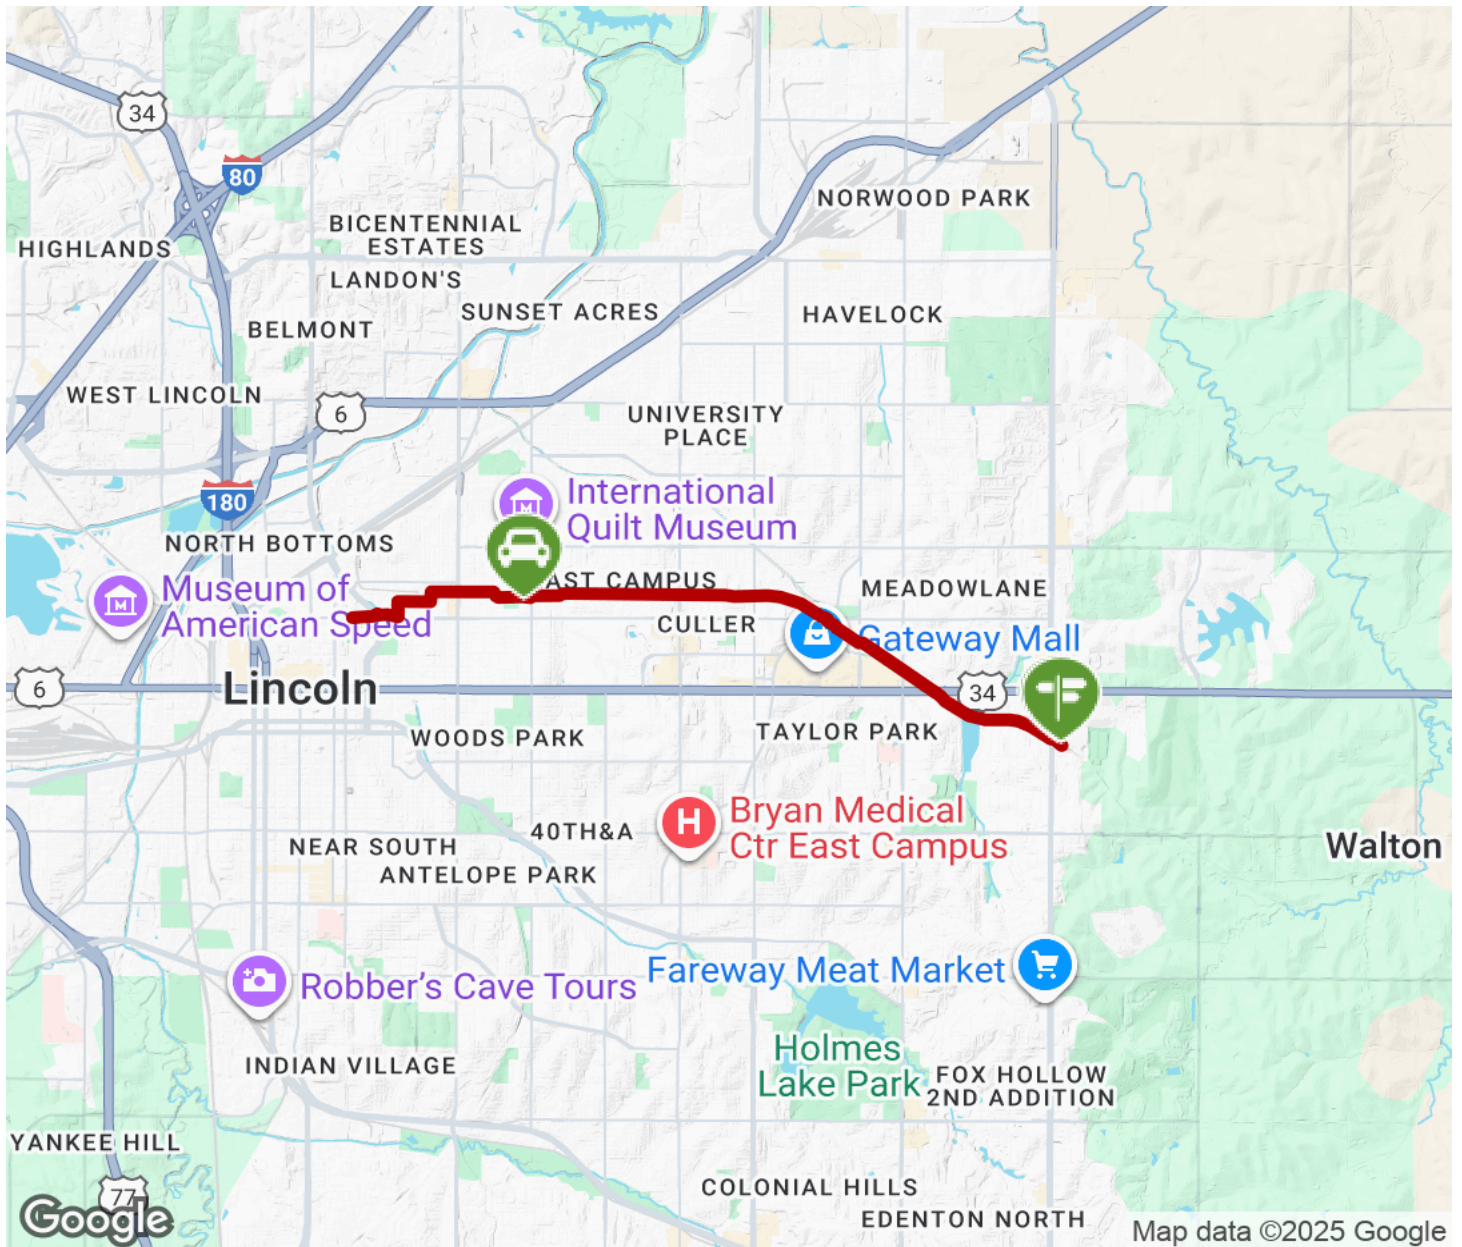 34
80
NORWOOD PARK
BICENTENNIAL
ESTATES
HIGHLANDS
LANDON'S
SUNSET ACRES
HAVELOCK
BELMONT
WEST LINCOLN
6
UNIVERSITY
PLACE
180
International
Quilt Museum
NORTH BOTTOMS
Museum of
American Speed
AST CAMPUS
MEADOWLANE
CULLER
Gateway Mall
6
Lincoln
34
WOODS PARK
TAYLOR PARK
H
Bryan Medical
Ctr East Campus
40TH&A
NEAR SOUTH
ANTELOPE PARK
Walton
Fareway Meat Market
Robber's Cave Tours
Holmes
Lake Park
INDIAN VILLAGE
FOX HOLLOW
2ND ADDITION
YANKEE HILL
77
COLONIAL HILLS
EDENTON NORTH
Google
Map data ©2025 Google